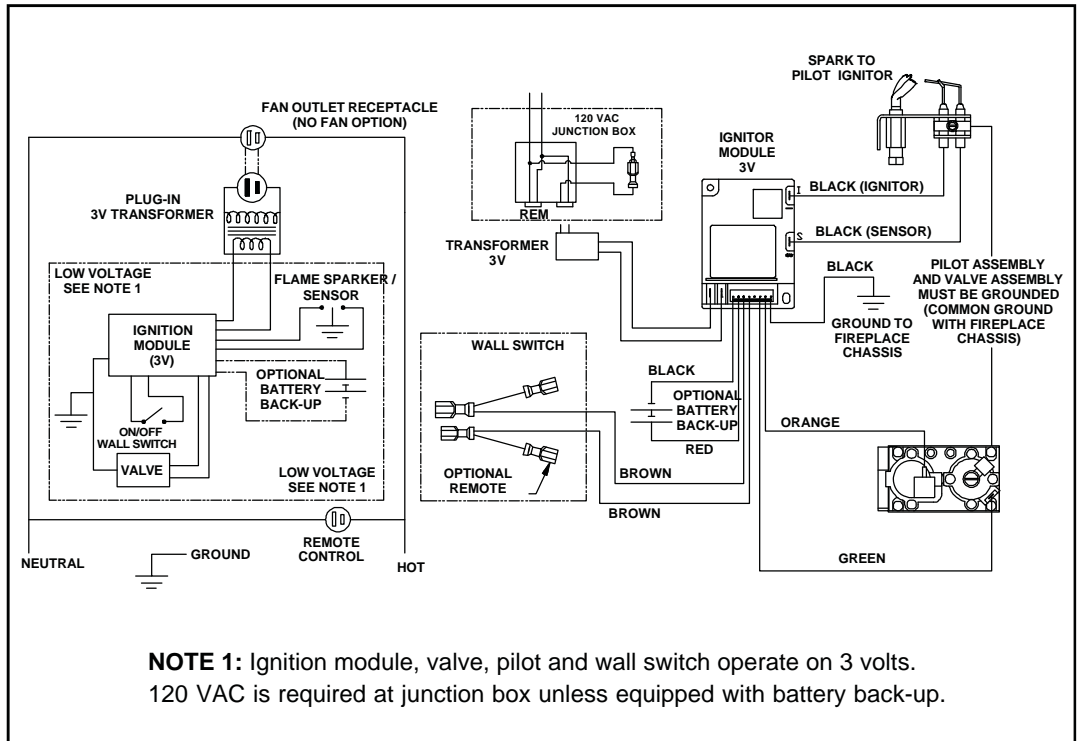 FAN OUTLET RECEPTACLE
(NO FAN OPTION)
PLUG-IN
3V TRANSFORMER
LOW VOLTAGE
SEE NOTE 1
FLAME SPARKER /
SENSOR
IGNITION
MODULE
(3V)
OPTIONAL
BATTERY
BACK-UP
ON/OFF
WALL SWITCH
VALVE
LOW VOLTAGE
SEE NOTE 1
REMOTE
CONTROL
NEUTRAL
GROUND
HOT
120 VAC
JUNCTION BOX
REM
TRANSFORMER
3V
SPARK TO
PILOT IGNITOR
IGNITOR
MODULE
3V
I
BLACK (IGNITOR)
S
BLACK (SENSOR)
BLACK
GROUND TO
FIREPLACE
CHASSIS
PILOT ASSEMBLY
AND VALVE ASSEMBLY
MUST BE GROUNDED
(COMMON GROUND
WITH FIREPLACE
CHASSIS)
WALL SWITCH
OPTIONAL
REMOTE
BLACK
OPTIONAL
BATTERY
BACK-UP
RED
BROWN
BROWN
ORANGE
GREEN
NOTE 1: Ignition module, valve, pilot and wall switch operate on 3 volts.
120 VAC is required at junction box unless equipped with battery back-up.